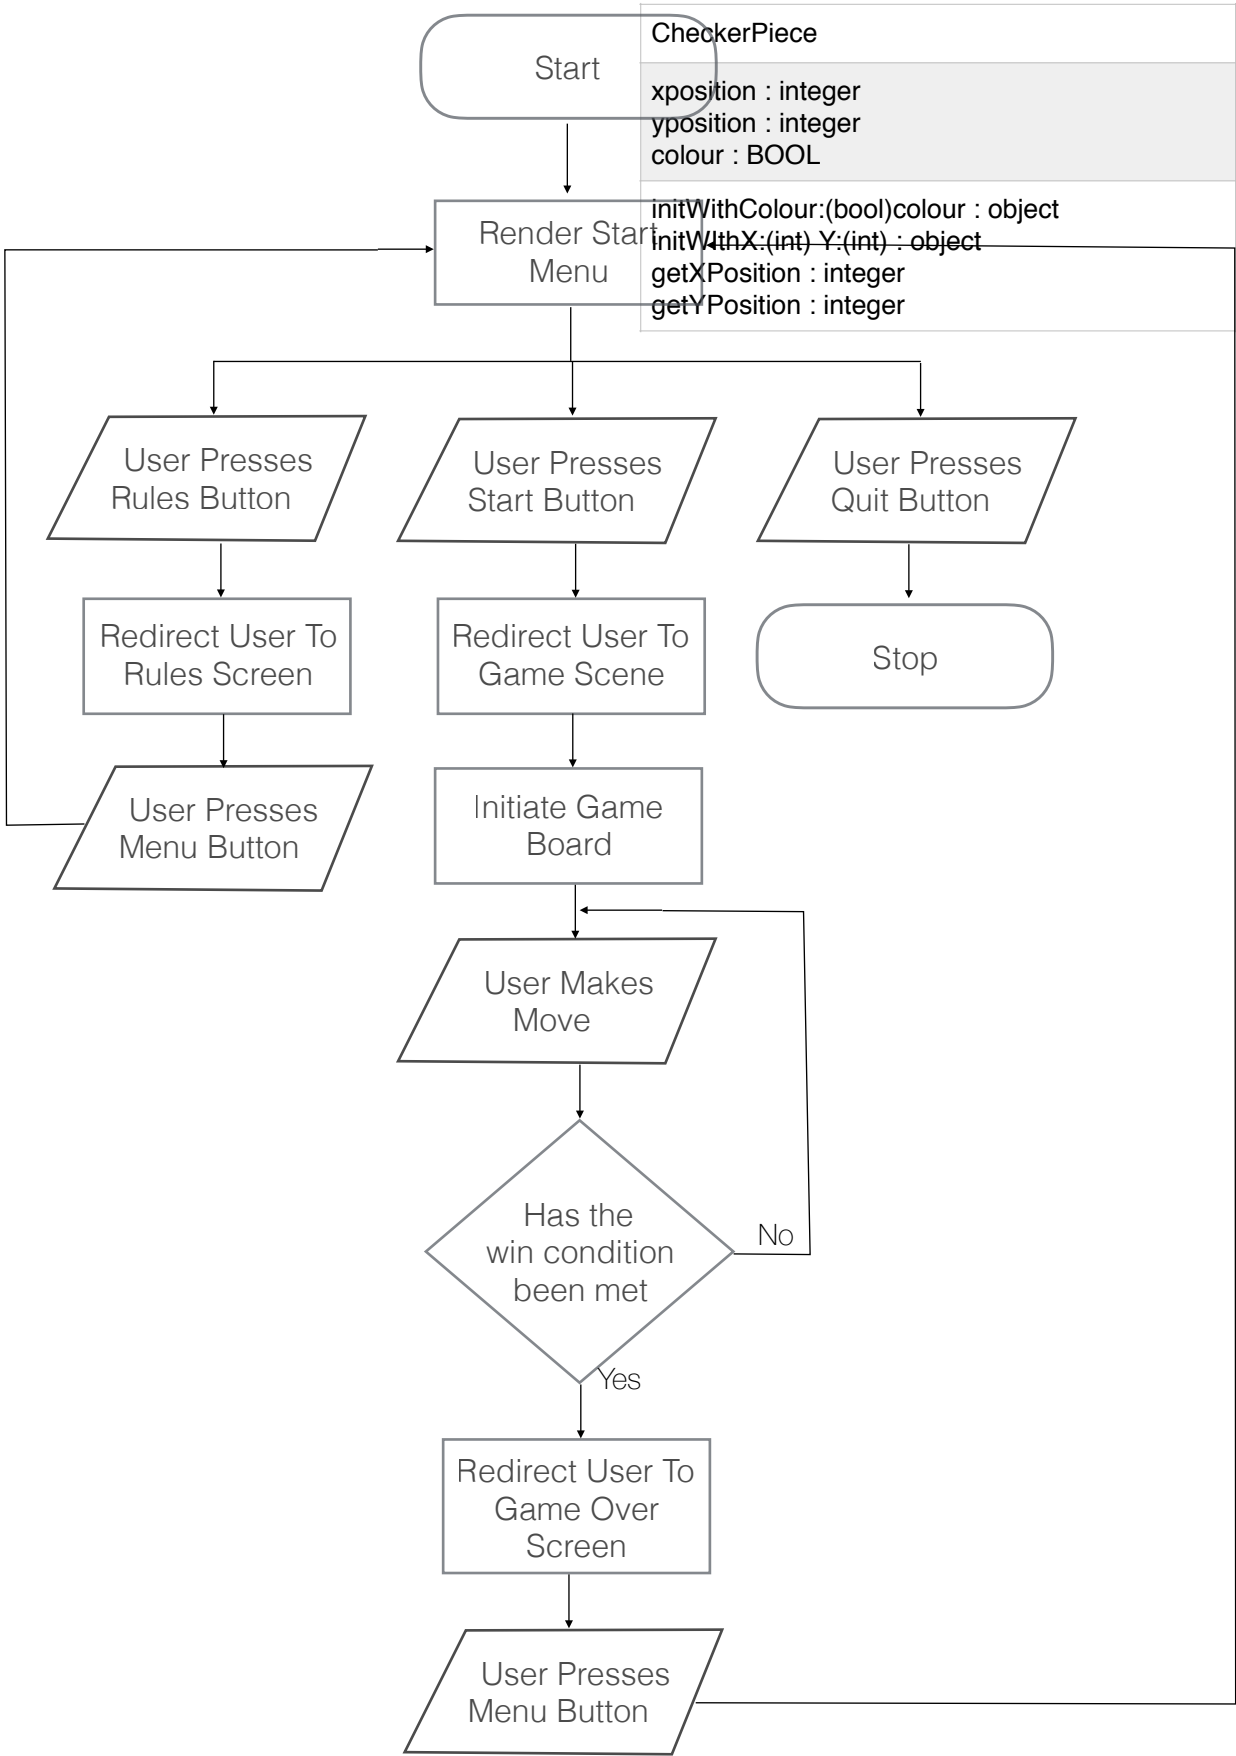 Start
CheckerPiece
xposition : integer
yposition : integer
colour : BOOL
initWithColour:(bool)colour : object
initWithX:(int) Y:(int) : object
getXPosition : integer
getYPosition : integer
Render Start
Menu
User Presses
Rules Button
User Presses
Start Button
User Presses
Quit Button
Redirect User To
Rules Screen
Redirect User To
Game Scene
Stop
User Presses
Menu Button
Initiate Game
Board
User Makes
Move
Has the
win condition
been met
No
Yes
Redirect User To
Game Over
Screen
User Presses
Menu Button